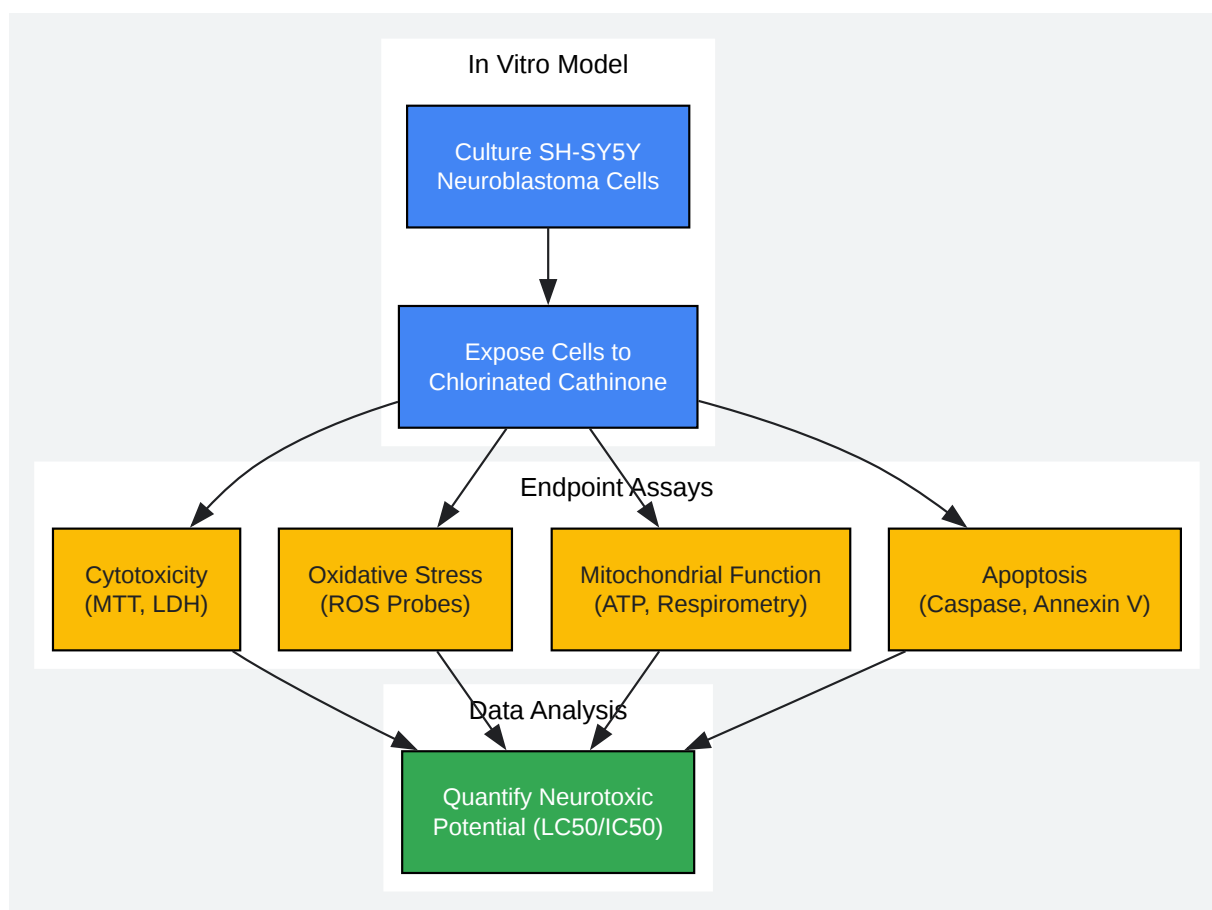 In Vitro Model
Culture SH-SY5Y
Neuroblastoma Cells
Expose Cells to
Chlorinated Cathinone
Endpoint Assays
Cytotoxicity
(MTT, LDH)
Oxidative Stress
(ROS Probes)
Mitochondrial Function
(ATP, Respirometry)
Apoptosis
(Caspase, Annexin V)
Data Analysis
Quantify Neurotoxic
Potential (LC50/IC50)